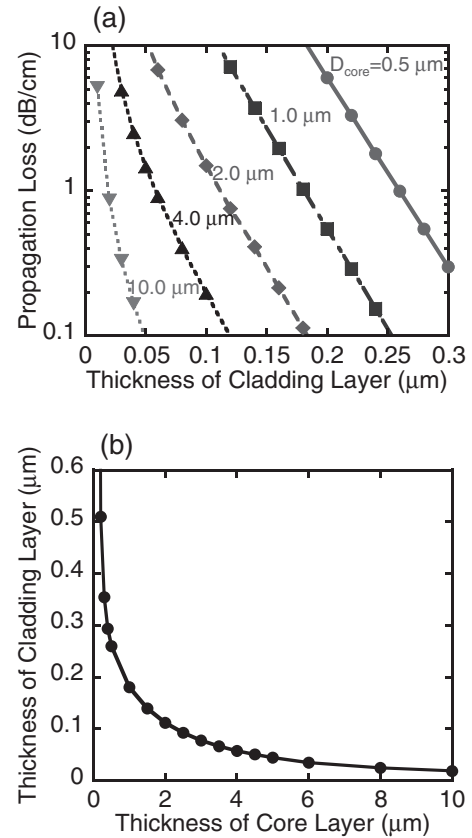 (a)
Propagation Loss (dB/cm)
10
1
0.1
D_core=0.5 μm
1.0 μm
2.0 μm
4.0 μm
10.0 μm
0 0.05 0.1 0.15 0.2 0.25 0.3
Thickness of Cladding Layer (μm)
(b)
Thickness of Cladding Layer (μm)
0.6
0.5
0.4
0.3
0.2
0.1
0
0 2 4 6 8 10
Thickness of Core Layer (μm)